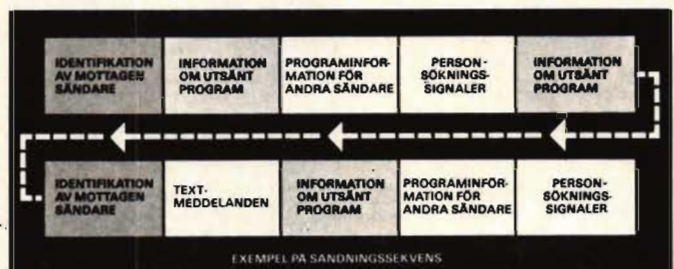 IDENTIFIKATION
AV MOTTAGEN
SÄNDARE
INFORMATION
OM UTSÄNT
PROGRAM
PROGRAMINFOR-
MATION FÖR
ANDRA SÄNDARE
PERSON-
SÖKNINGS-
SIGNALER
INFORMATION
OM UTSÄNT
PROGRAM
IDENTIFIKATION
AV MOTTAGEN
SÄNDARE
TEXT-
MEDDELANDEN
INFORMATION
OM UTSÄNT
PROGRAM
PROGRAMINFOR-
MATION FÖR
ANDRA SÄNDARE
PERSON-
SÖKNINGS-
SIGNALER
EXEMPEL PÅ SÄNDNINGSSEKVENS